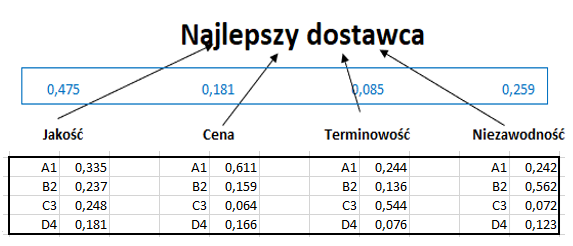 Najlepszy dostawca
0,475 0,181 0,085 0,259
Jakość Cena Terminowość Niezawodność
A1 0,335 A1 0,611 A1 0,244 A1 0,242
B2 0,237 B2 0,159 B2 0,136 B2 0,562
C3 0,248 C3 0,064 C3 0,544 C3 0,072
D4 0,181 D4 0,166 D4 0,076 D4 0,123